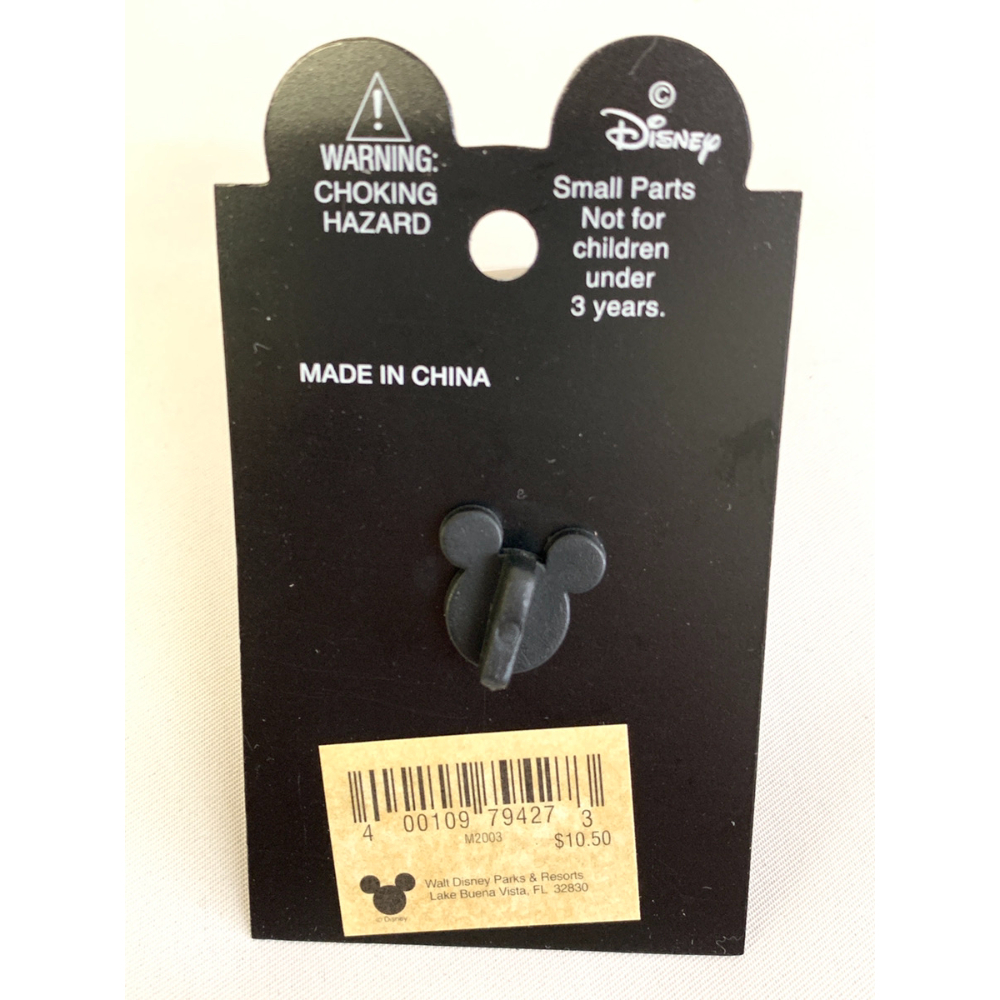 WARNING:
CHOKING
HAZARD
©
Disney
Small Parts
Not for
children
under
3 years.
MADE IN CHINA
4 00109 79427 3
M2003
$10.50
Walt Disney Parks & Resorts
Lake Buena Vista, FL 32830
© Disney